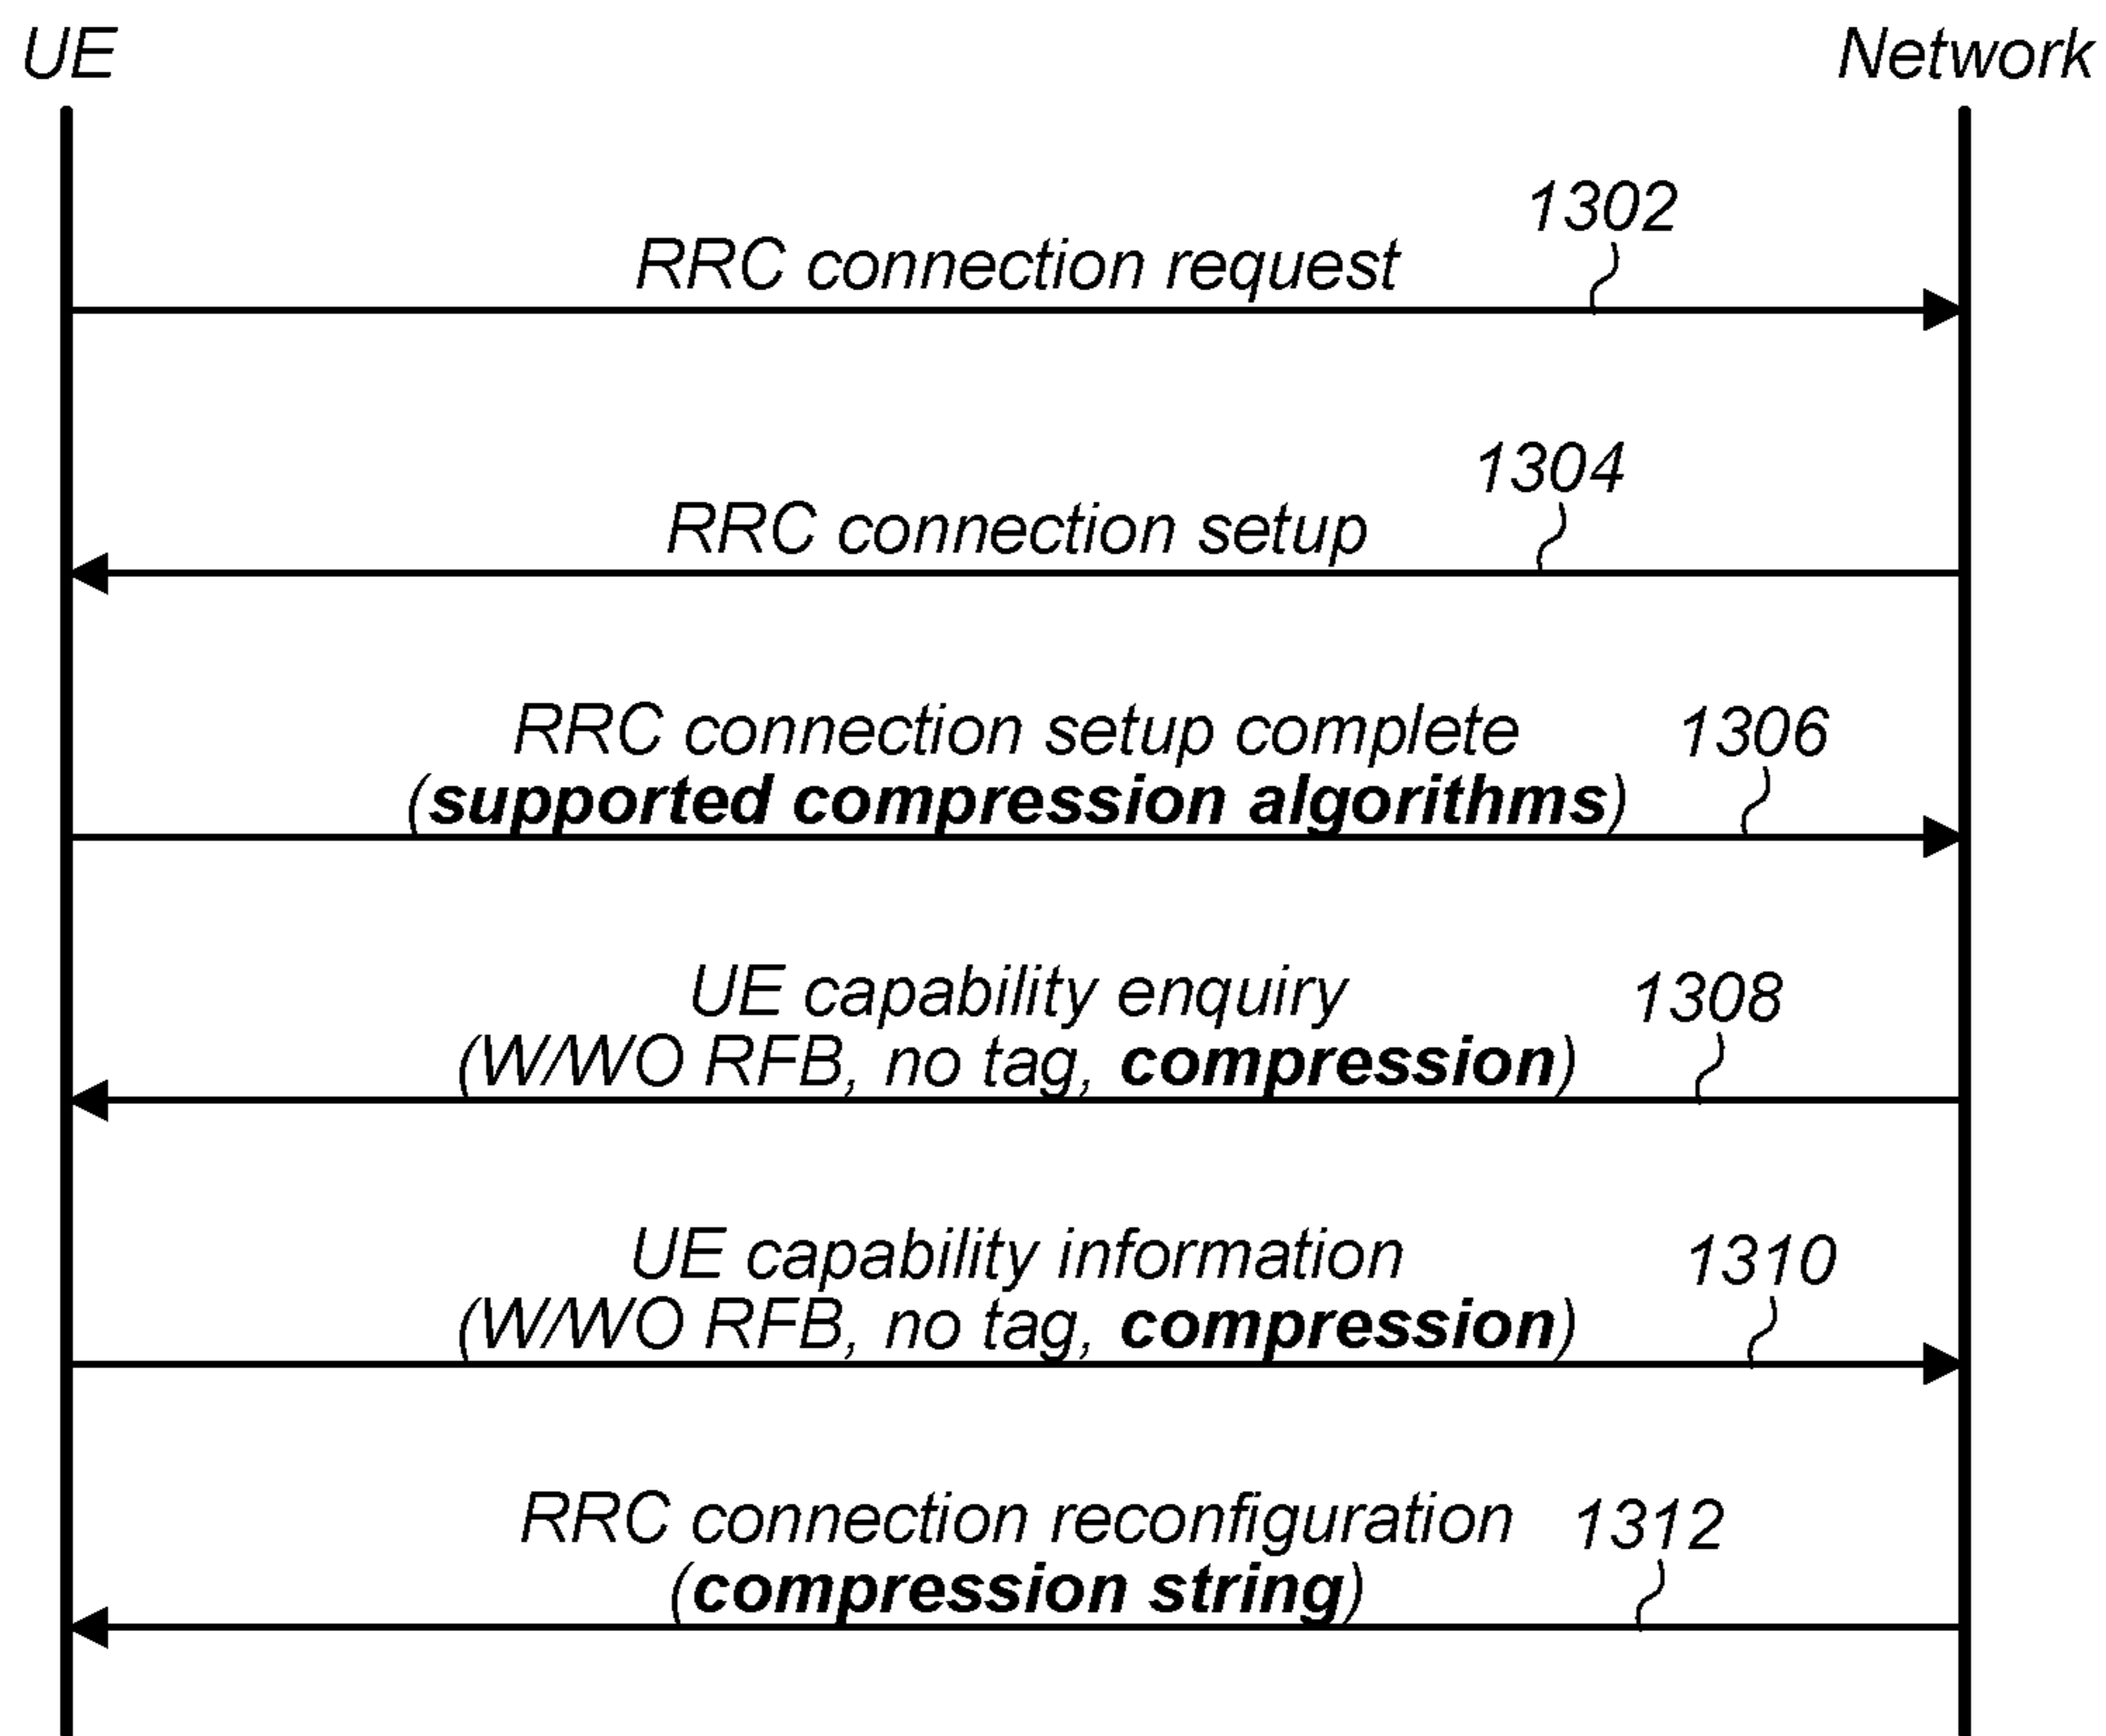 UE
Network
1302
RRC connection request
1304
RRC connection setup
RRC connection setup complete
1306
(supported compression algorithms)
UE capability enquiry
1308
(W/WO RFB, no tag, compression)
UE capability information
1310
(W/WO RFB, no tag, compression)
RRC connection reconfiguration
1312
(compression string)